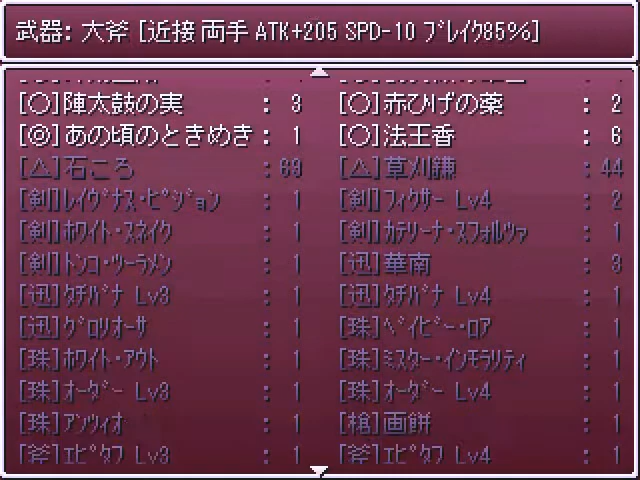 武器: 大斧 [近接 両手 ATK+205 SPD-10 ﾌﾞﾚｲｸ85%]
[○]陣太鼓の実 : 3 [○]赤ひげの薬 : 2
[◎]あの頃のときめき : 1 [○]法王香 : 6
[△]石ころ : 69 [△]草刈鎌 : 44
[剣]ﾚｲｳﾞﾅｽ･ﾋﾟｼﾞｮﾝ : 1 [剣]ﾌｨｸｻｰ Lv4 : 2
[剣]ﾎﾜｲﾄ･ｽﾈｲｸ : 1 [剣]ｶﾃﾘｰﾅ･ｽﾌｫﾙﾂｧ : 1
[剣]ﾄﾝｺ･ﾂｰﾗﾒﾝ : 1 [迅]華南 : 3
[迅]ﾀﾁﾊﾞﾅ Lv3 : 1 [迅]ﾀﾁﾊﾞﾅ Lv4 : 1
[迅]ｸﾞﾛﾘｵｰｻ : 1 [珠]ﾍﾞｲﾋﾞｰ･ﾛｱ : 1
[珠]ﾎﾜｲﾄ･ｱｳﾄ : 1 [珠]ﾐｽﾀｰ･ｲﾝﾓﾗﾘﾃｨ : 1
[珠]ｵｰﾀﾞｰ Lv3 : 1 [珠]ｵｰﾀﾞｰ Lv4 : 1
[珠]ｱﾝﾂｨｵ : 1 [槍]画餅 : 1
[斧]ｴﾋﾟﾀﾌ Lv3 : 1 [斧]ｴﾋﾟﾀﾌ Lv4 : 1